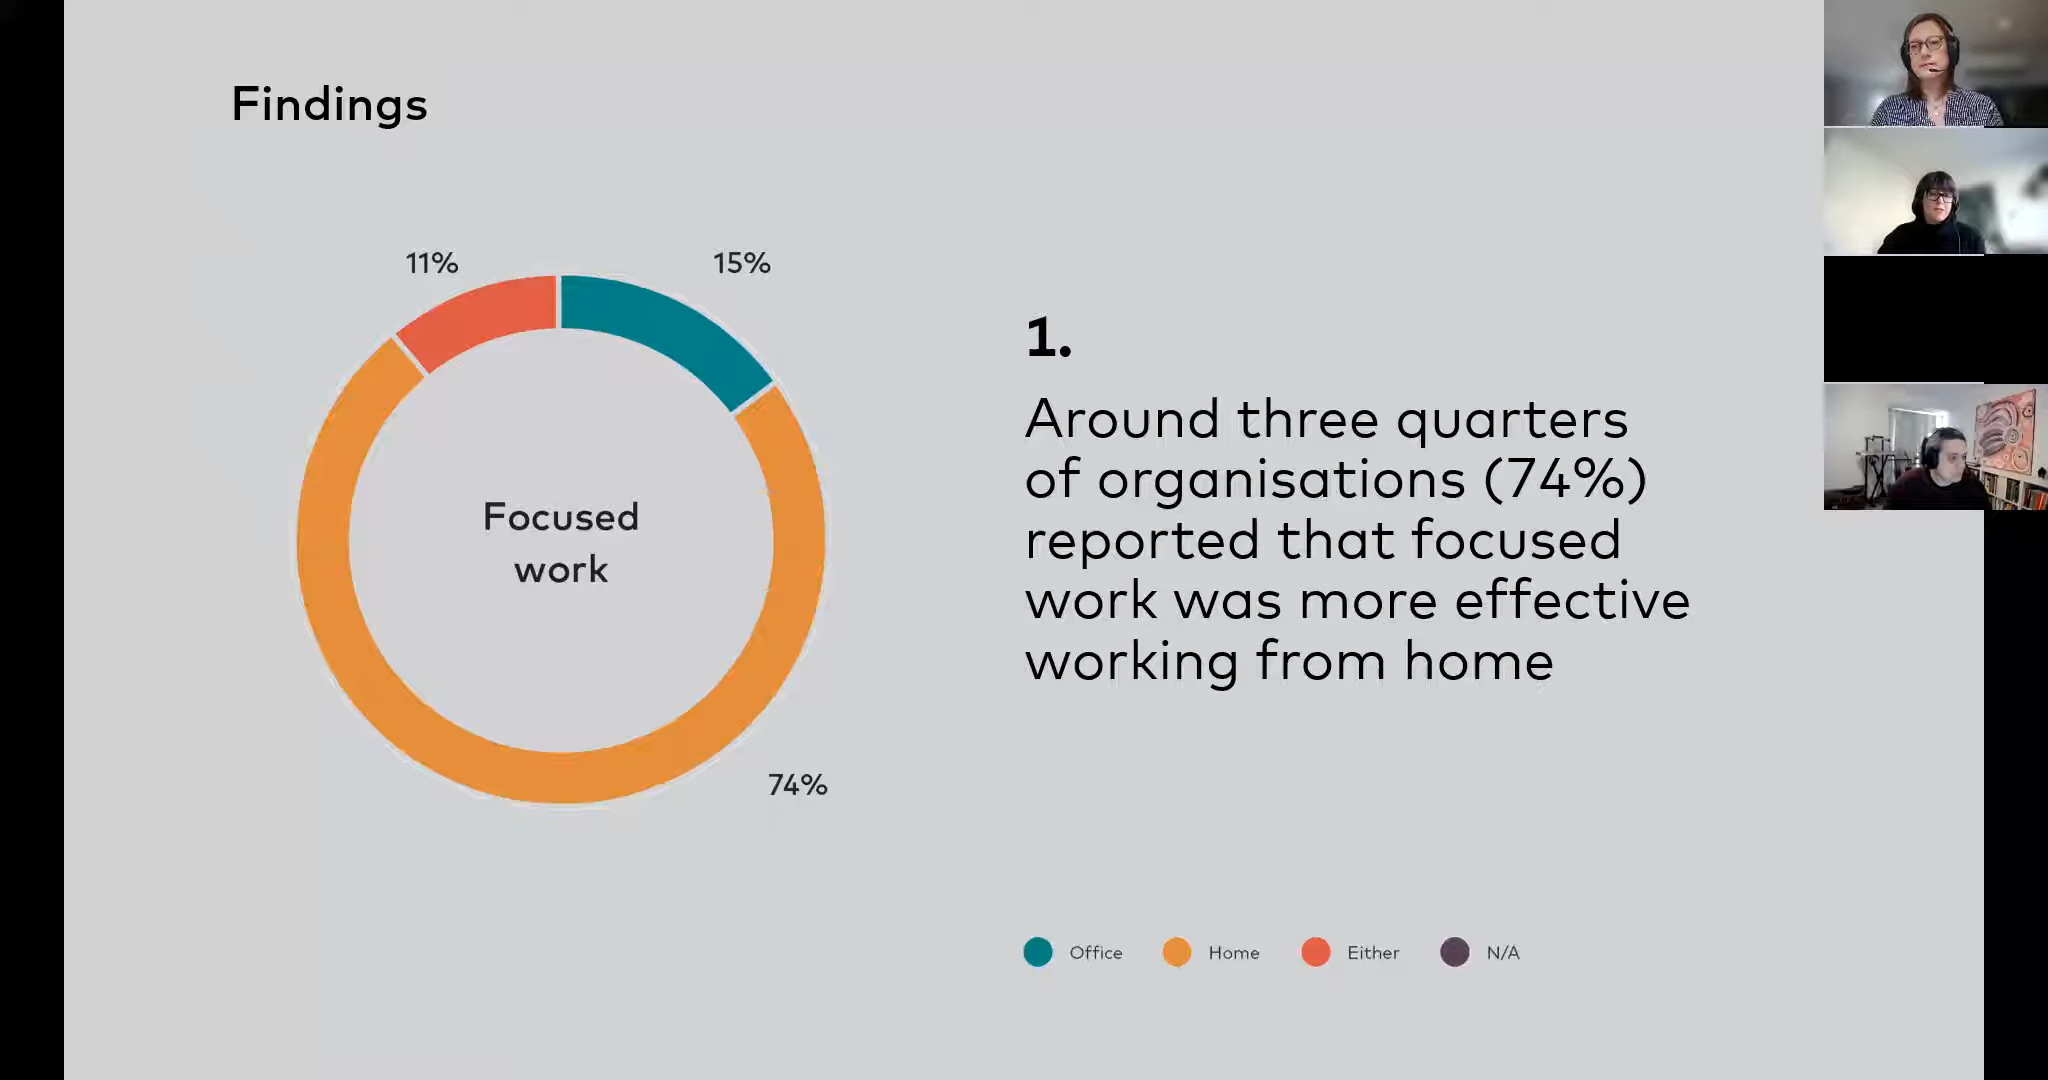 Findings
11%
15%
Focused
work
74%
1.
Around three quarters
of organisations (74%)
reported that focused
work was more effective
working from home
Office
Home
Either
N/A